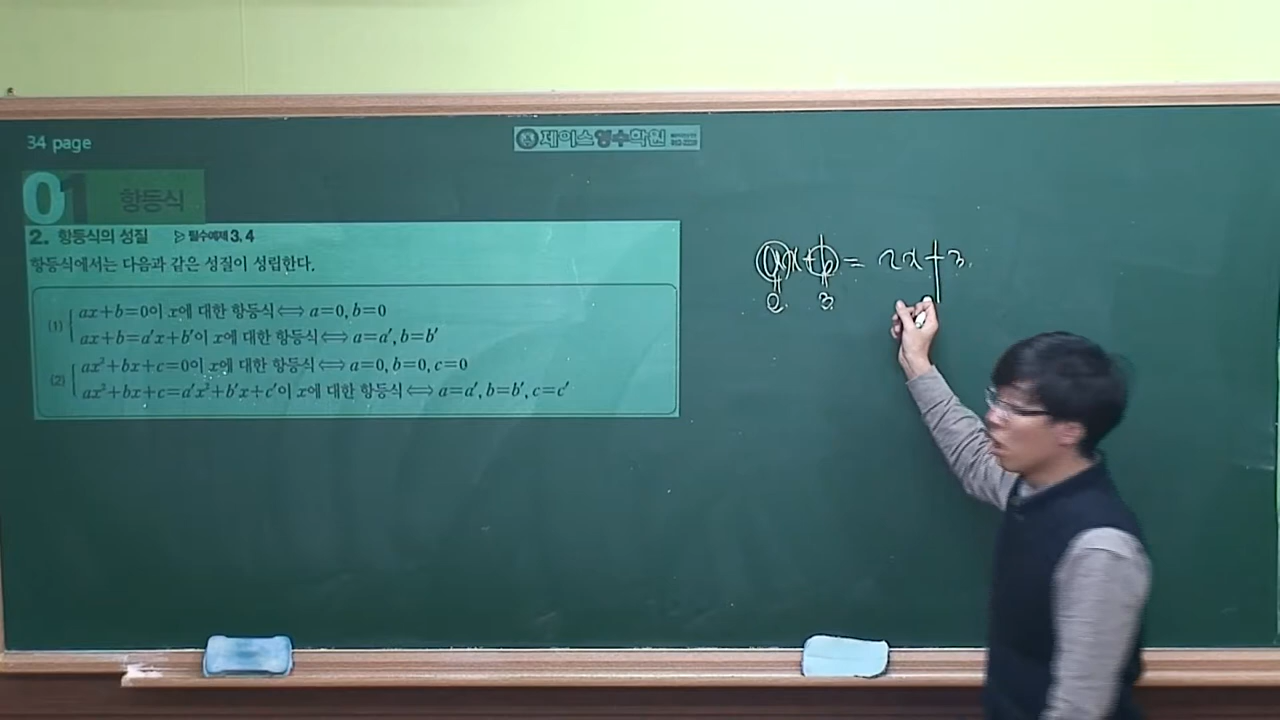 34 page
제이스영수학원
01 항등식
2. 항등식의 성질 ▷ 필수예제 3, 4
항등식에서는 다음과 같은 성질이 성립한다.
(1) ax+b=0이 x에 대한 항등식⟺a=0, b=0
ax+b=a′x+b′이 x에 대한 항등식⟺a=a′, b=b′
(2) ax²+bx+c=0이 x에 대한 항등식⟺a=0, b=0, c=0
ax²+bx+c=a′x²+b′x+c′이 x에 대한 항등식⟺a=a′, b=b′, c=c′
ax+b = 2x+3.
2. 3.